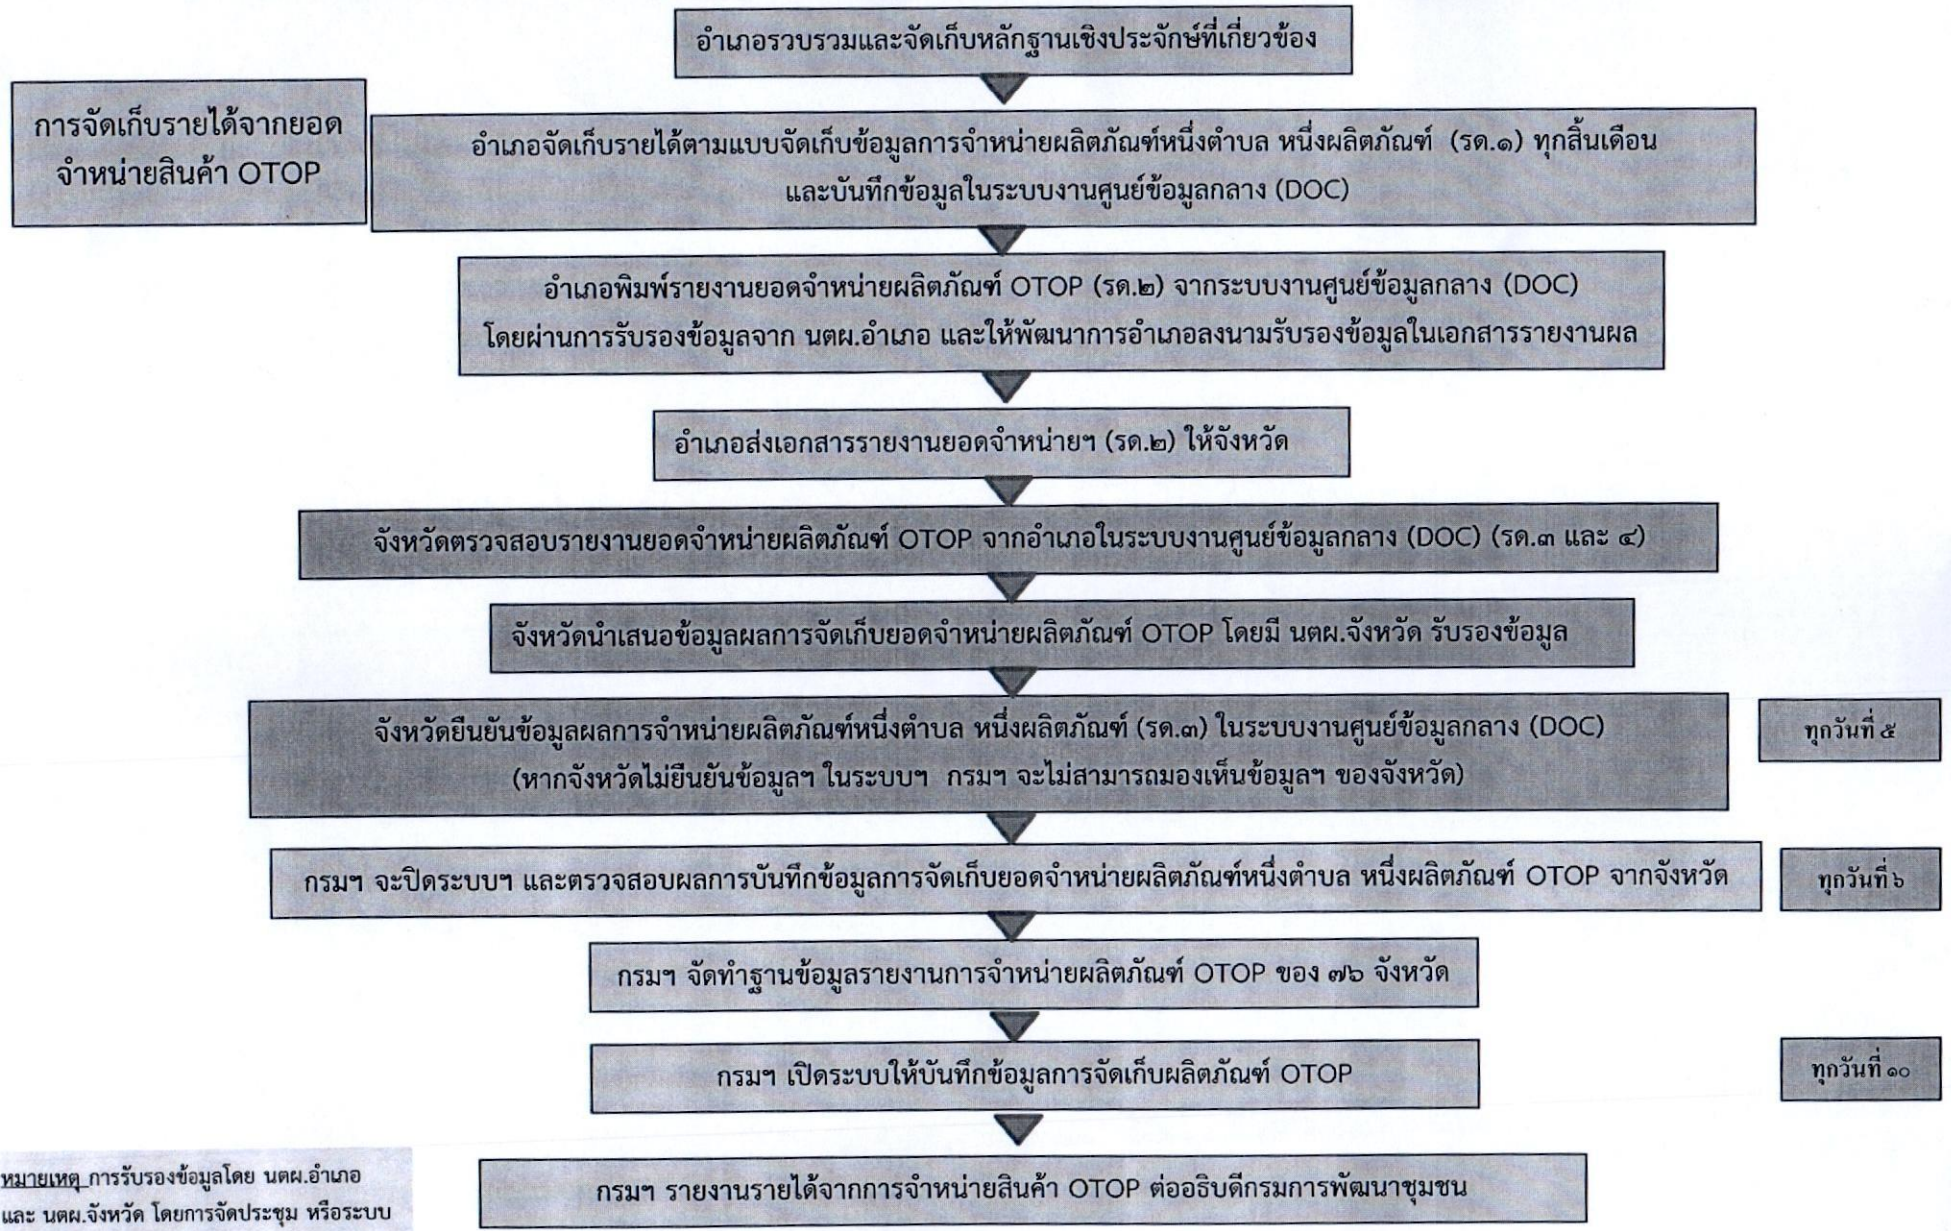 อำเภอรวบรวมและจัดเก็บหลักฐานเชิงประจักษ์ที่เกี่ยวข้อง
การจัดเก็บรายได้จากยอด
จำหน่ายสินค้า OTOP
อำเภอจัดเก็บรายได้ตามแบบจัดเก็บข้อมูลการจำหน่ายผลิตภัณฑ์หนึ่งตำบล หนึ่งผลิตภัณฑ์ (รด.๑) ทุกสิ้นเดือน
และบันทึกข้อมูลในระบบงานศูนย์ข้อมูลกลาง (DOC)
อำเภอพิมพ์รายงานยอดจำหน่ายผลิตภัณฑ์ OTOP (รด.๒) จากระบบงานศูนย์ข้อมูลกลาง (DOC)
โดยผ่านการรับรองข้อมูลจาก นตผ.อำเภอ และให้พัฒนาการอำเภอลงนามรับรองข้อมูลในเอกสารรายงานผล
อำเภอส่งเอกสารรายงานยอดจำหน่ายฯ (รด.๒) ให้จังหวัด
จังหวัดตรวจสอบรายงานยอดจำหน่ายผลิตภัณฑ์ OTOP จากอำเภอในระบบงานศูนย์ข้อมูลกลาง (DOC) (รด.๓ และ ๔)
จังหวัดนำเสนอข้อมูลผลการจัดเก็บยอดจำหน่ายผลิตภัณฑ์ OTOP โดยมี นตผ.จังหวัด รับรองข้อมูล
จังหวัดยืนยันข้อมูลผลการจำหน่ายผลิตภัณฑ์หนึ่งตำบล หนึ่งผลิตภัณฑ์ (รด.๓) ในระบบงานศูนย์ข้อมูลกลาง (DOC)
(หากจังหวัดไม่ยืนยันข้อมูลฯ ในระบบฯ กรมฯ จะไม่สามารถมองเห็นข้อมูลฯ ของจังหวัด)
ทุกวันที่ ๕
กรมฯ จะปิดระบบฯ และตรวจสอบผลการบันทึกข้อมูลการจัดเก็บยอดจำหน่ายผลิตภัณฑ์หนึ่งตำบล หนึ่งผลิตภัณฑ์ OTOP จากจังหวัด
ทุกวันที่ ๖
กรมฯ จัดทำฐานข้อมูลรายงานการจำหน่ายผลิตภัณฑ์ OTOP ของ ๗๖ จังหวัด
กรมฯ เปิดระบบให้บันทึกข้อมูลการจัดเก็บผลิตภัณฑ์ OTOP
ทุกวันที่ ๑๐
กรมฯ รายงานรายได้จากการจำหน่ายสินค้า OTOP ต่ออธิบดีกรมการพัฒนาชุมชน
หมายเหตุ การรับรองข้อมูลโดย นตผ.อำเภอ
และ นตผ.จังหวัด โดยการจัดประชุม หรือระบบ